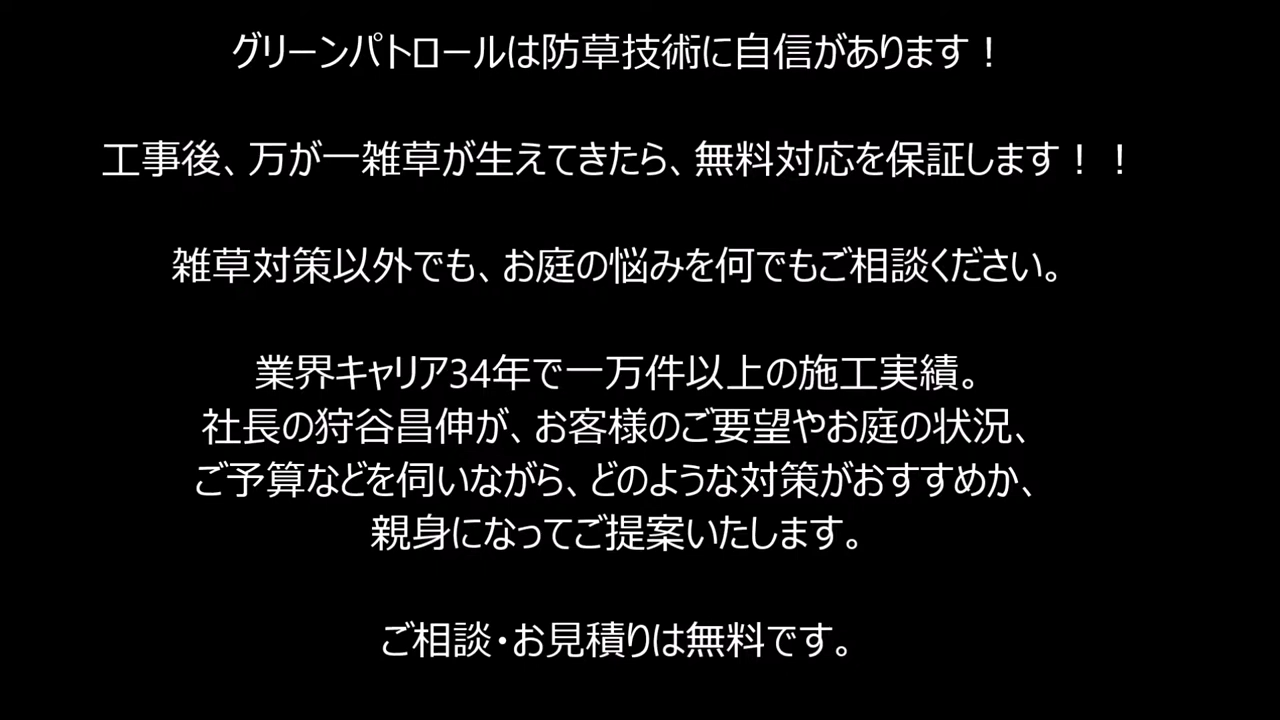 グリーンパトロールは防草技術に自信があります！
工事後、万が一雑草が生えてきたら、無料対応を保証します！！
雑草対策以外でも、お庭の悩みを何でもご相談ください。
業界キャリア34年で一万件以上の施工実績。
社長の狩谷昌伸が、お客様のご要望やお庭の状況、
ご予算などを伺いながら、どのような対策がおすすめか、
親身になってご提案いたします。
ご相談・お見積りは無料です。